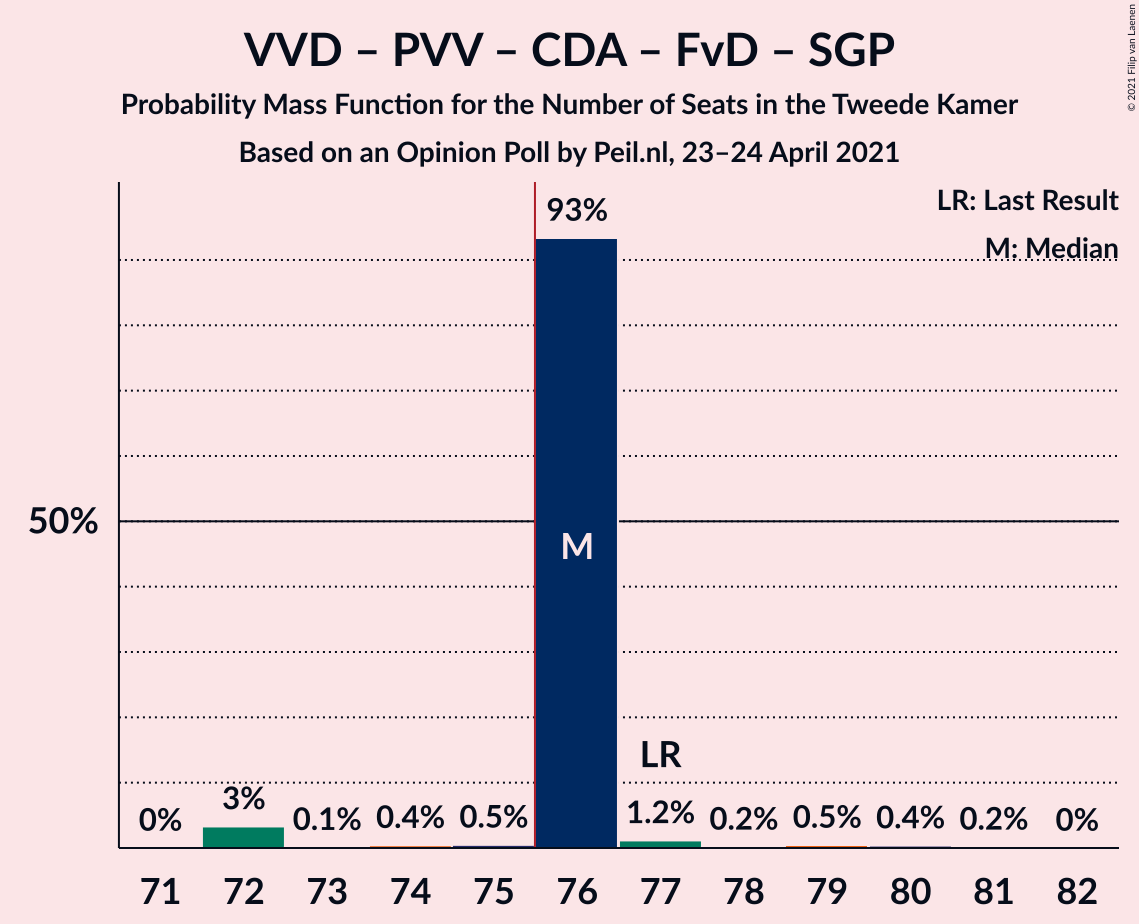 VVD – PVV – CDA – FvD – SGP
Probability Mass Function for the Number of Seats in the Tweede Kamer
Based on an Opinion Poll by Peil.nl, 23–24 April 2021
© 2021 Filip van Laenen
LR: Last Result
M: Median
93%
50%
M
LR
0% 3% 0.1% 0.4% 0.5% 1.2% 0.2% 0.5% 0.4% 0.2% 0%
71 72 73 74 75 76 77 78 79 80 81 82